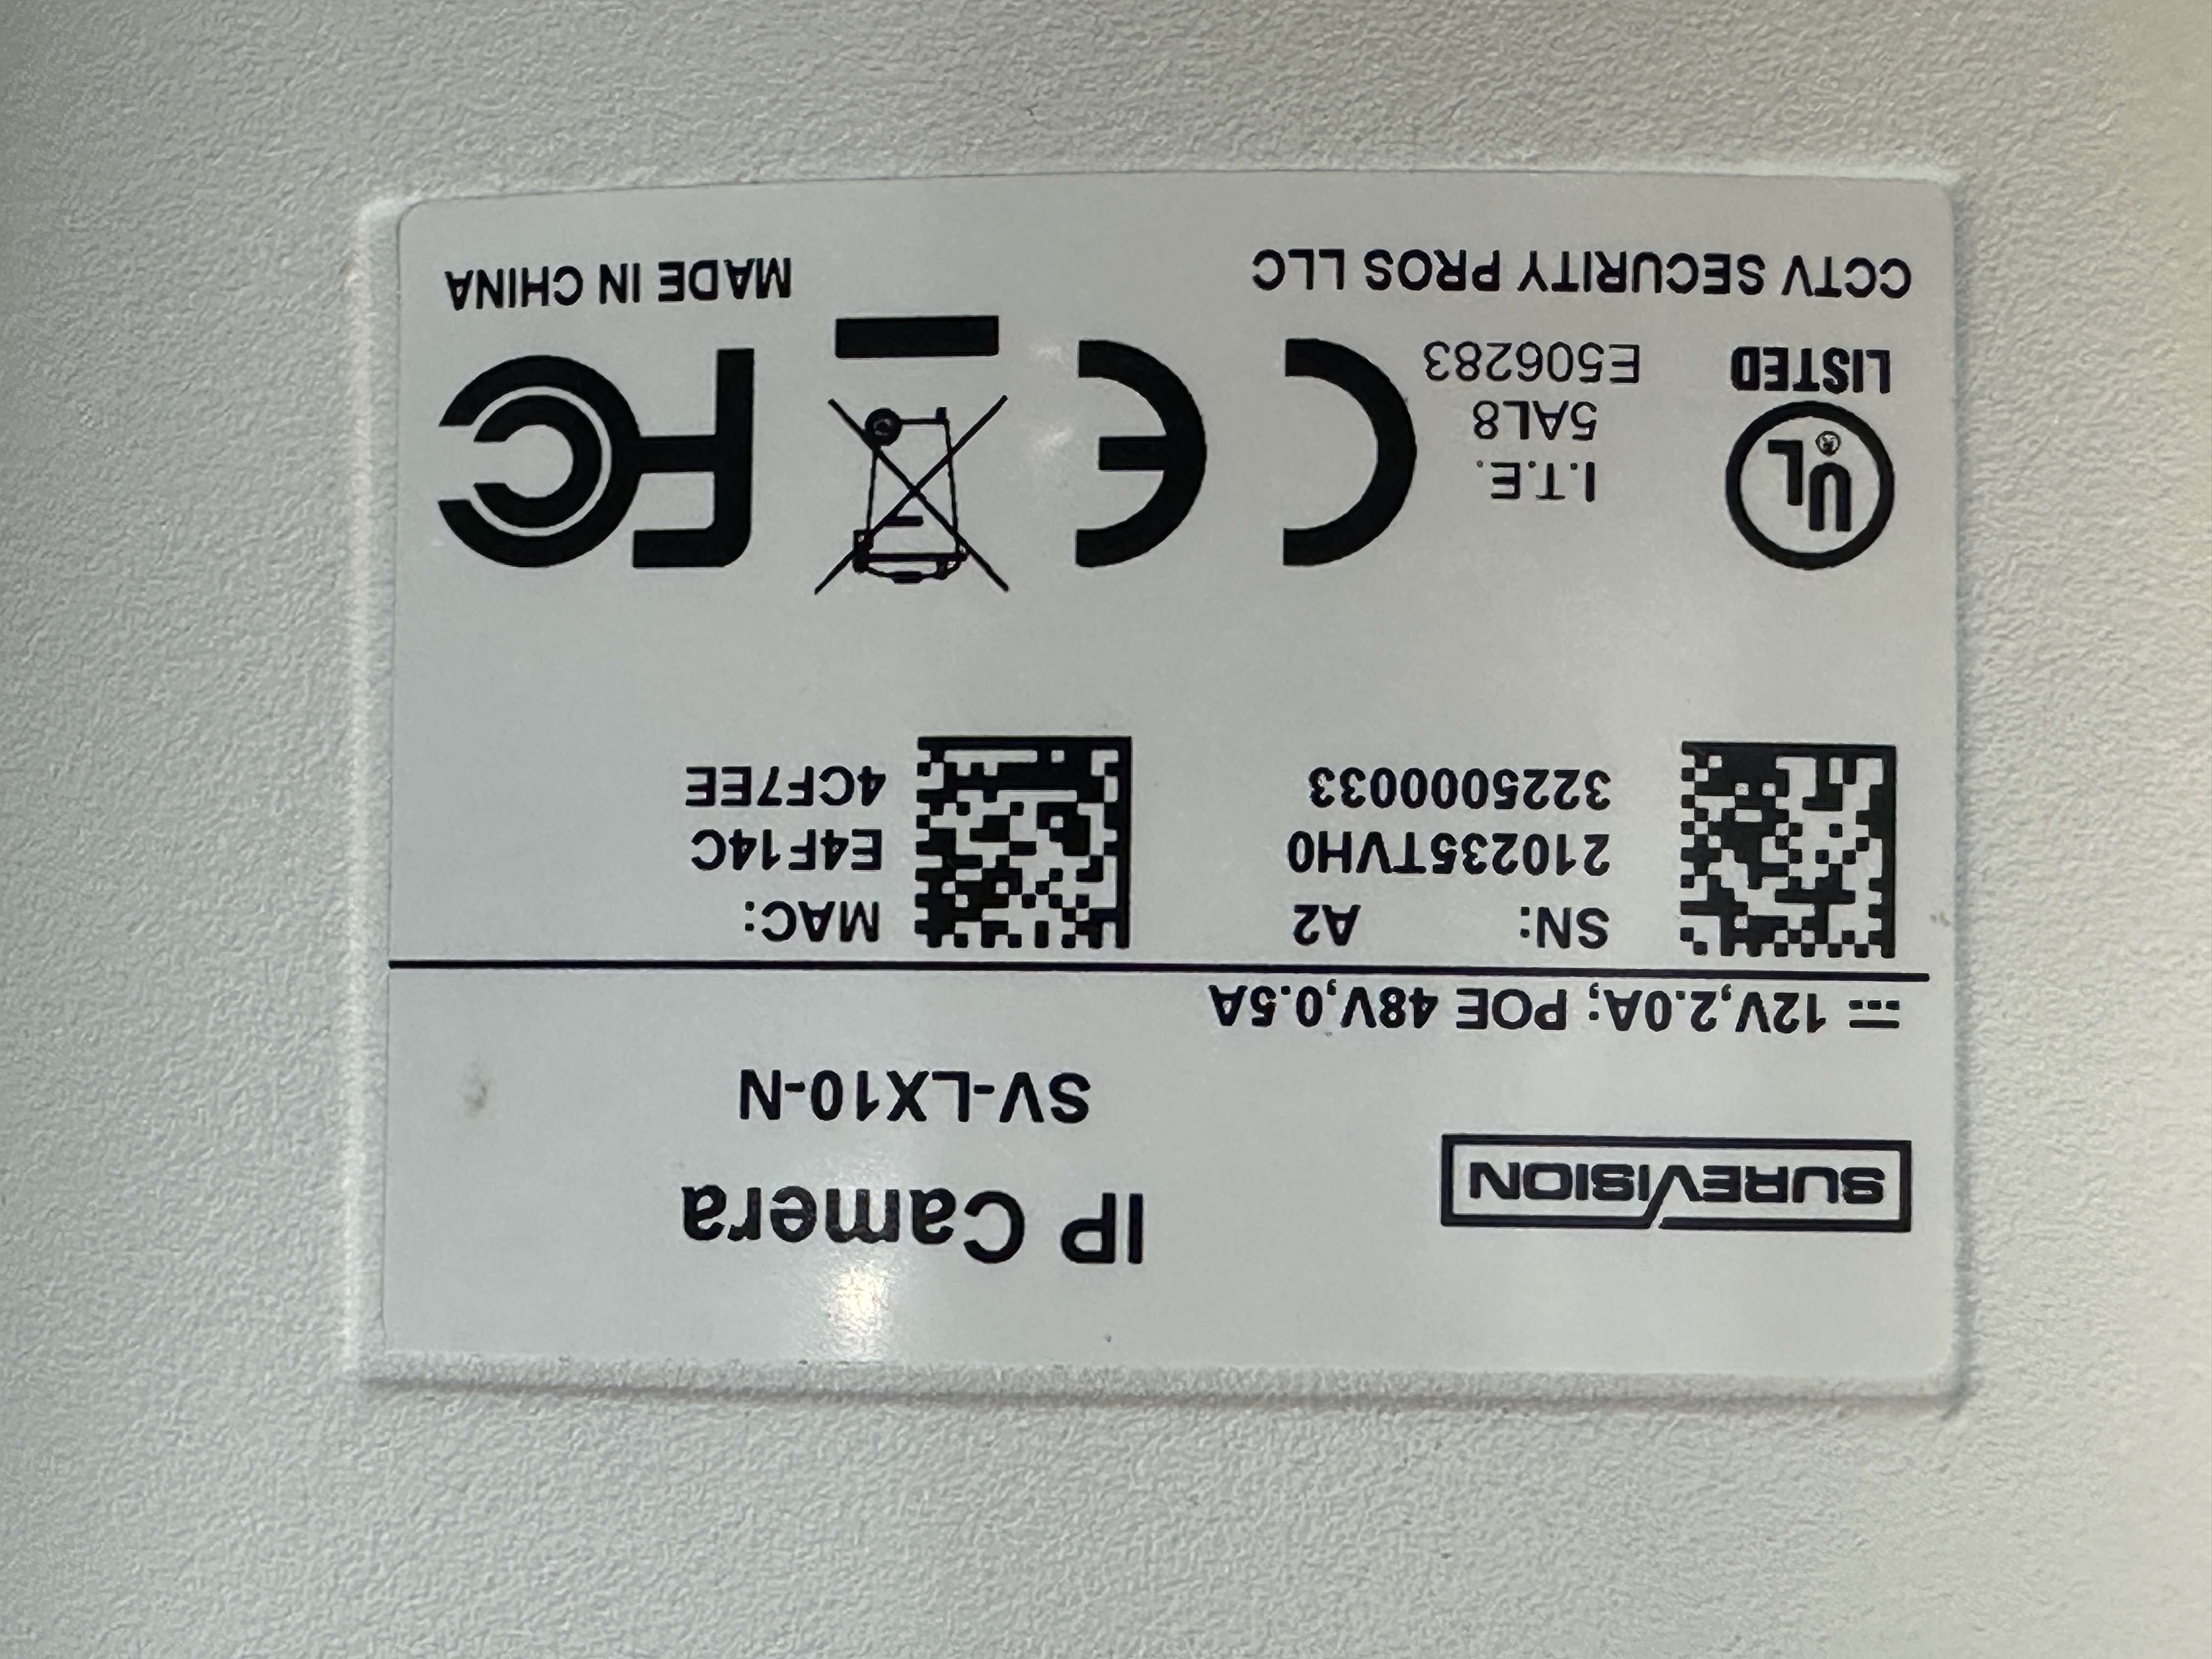 SUREVISION
IP Camera
SV-LX10-N
⎓ 12V,2.0A; POE 48V,0.5A
SN: A2
210235TVH0
3225000033
MAC:
E4F14C
4CF7EE
UL®
LISTED
I.T.E.
5AL8
E506283
CE
FC
CCTV SECURITY PROS LLC
MADE IN CHINA